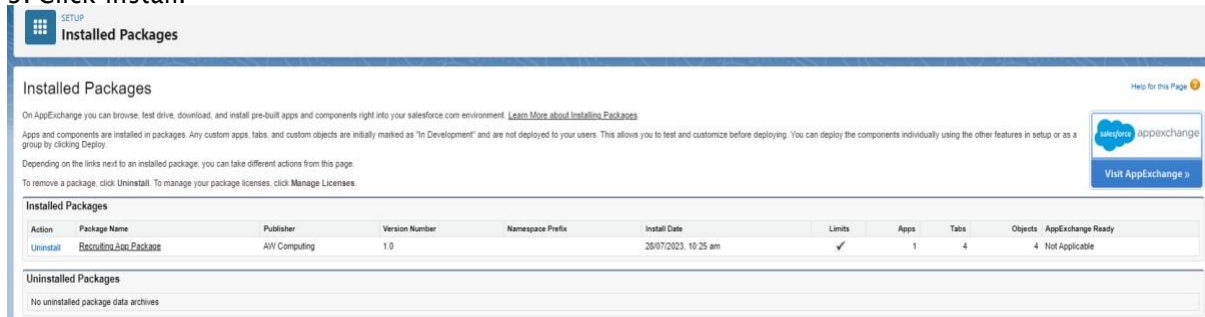 5. Click Install.
SETUP
Installed Packages
Installed Packages
Help for this Page
On AppExchange you can browse, test drive, download, and install pre-built apps and components right into your salesforce.com environment. Learn More about Installing Packages.
Apps and components are installed in packages. Any custom apps, tabs, and custom objects are initially marked as "In Development" and are not deployed to your users. This allows you to test and customize before deploying. You can deploy the components individually using the other features in setup or as a
group by clicking Deploy.
salesforce appexchange
Depending on the links next to an installed package, you can take different actions from this page.
Visit AppExchange »
To remove a package, click Uninstall. To manage your package licenses, click Manage Licenses.
Installed Packages
Action Package Name Publisher Version Number Namespace Prefix Install Date Limits Apps Tabs Objects AppExchange Ready
Uninstall Recruiting App Package AW Computing 1.0 28/07/2023, 10:25 am ✓ 1 4 4 Not Applicable
Uninstalled Packages
No uninstalled package data archives